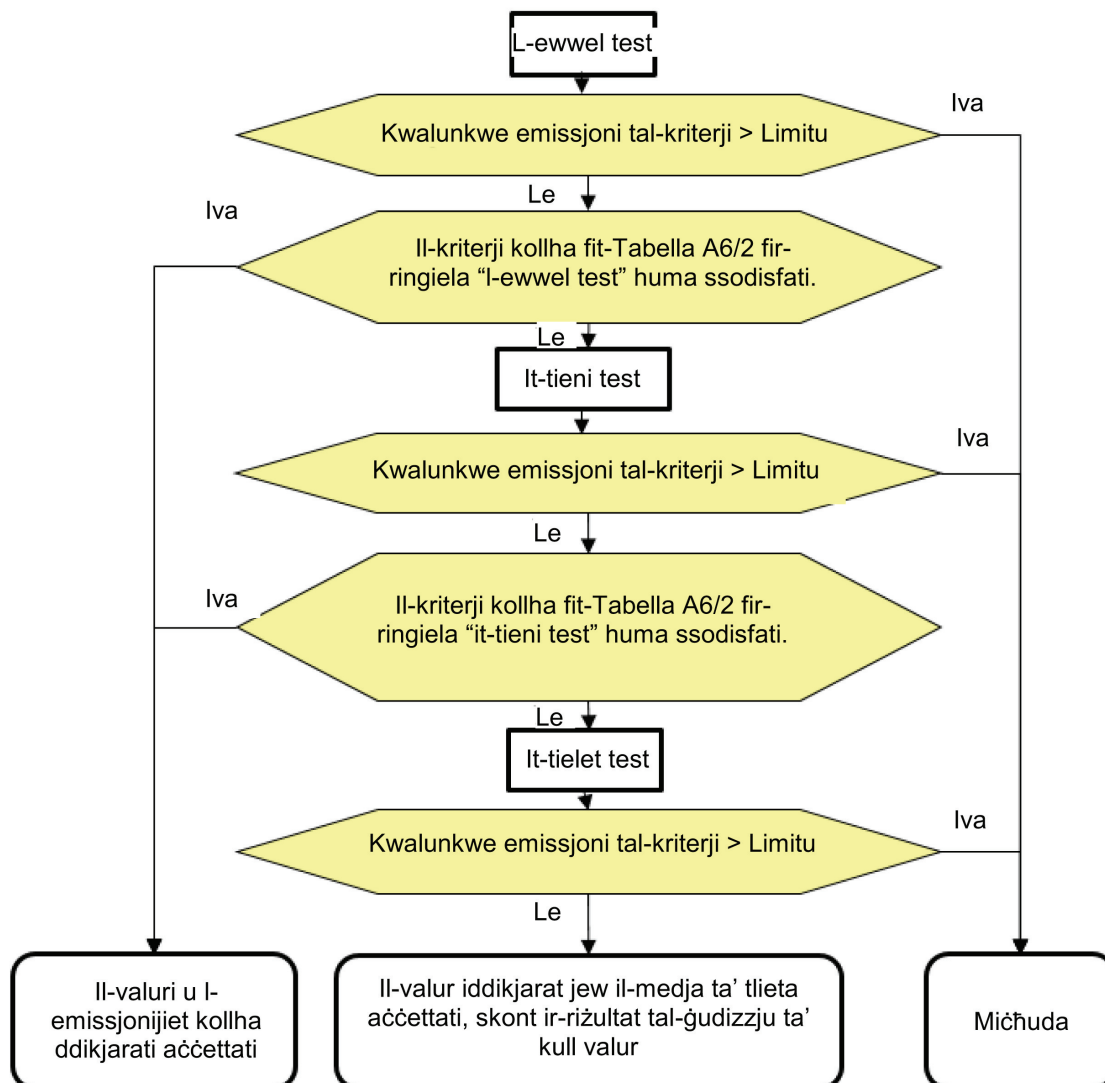 L-ewwel test
Iva
Kwalunkwe emissjoni tal-kriterji > Limitu
Le
Iva
Il-kriterji kollha fit-Tabella A6/2 fir-
ringiela “l-ewwel test” huma ssodisfati.
Le
It-tieni test
Iva
Kwalunkwe emissjoni tal-kriterji > Limitu
Le
Iva
Il-kriterji kollha fit-Tabella A6/2 fir-
ringiela “it-tieni test” huma ssodisfati.
Le
It-tielet test
Iva
Kwalunkwe emissjoni tal-kriterji > Limitu
Le
Il-valuri u l-
emissjonijiet kollha
ddikjarati aċċettati
Il-valur iddikjarat jew il-medja ta’ tlieta
aċċettati, skont ir-riżultat tal-ġudizzju ta’
kull valur
Miċħuda